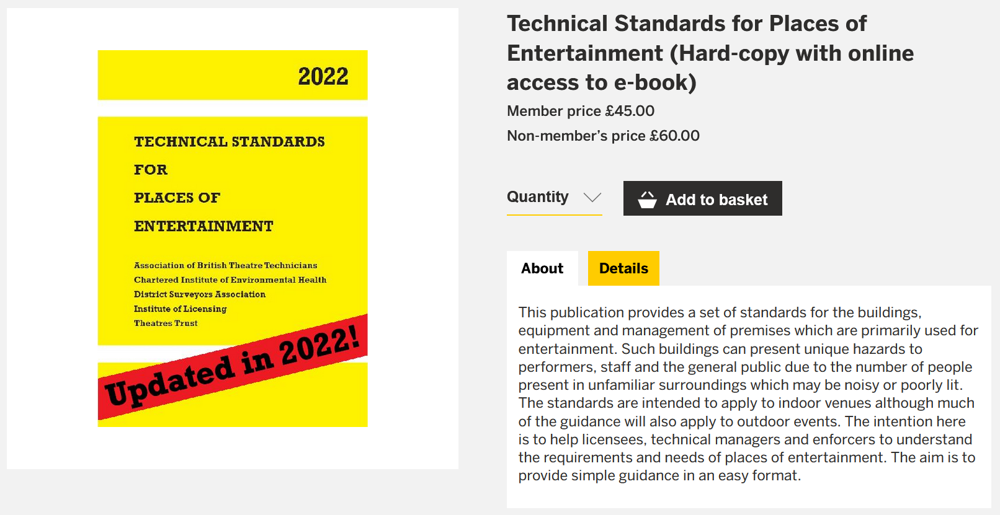 2022
TECHNICAL STANDARDS
FOR
PLACES OF
ENTERTAINMENT
Association of British Theatre Technicians
Chartered Institute of Environmental Health
District Surveyors Association
Institute of Licensing
Theatres Trust
Updated in 2022!
Technical Standards for Places of
Entertainment (Hard-copy with online
access to e-book)
Member price £45.00
Non-member’s price £60.00
Quantity
Add to basket
About
Details
This publication provides a set of standards for the buildings,
equipment and management of premises which are primarily used for
entertainment. Such buildings can present unique hazards to
performers, staff and the general public due to the number of people
present in unfamiliar surroundings which may be noisy or poorly lit.
The standards are intended to apply to indoor venues although much
of the guidance will also apply to outdoor events. The intention here
is to help licensees, technical managers and enforcers to understand
the requirements and needs of places of entertainment. The aim is to
provide simple guidance in an easy format.